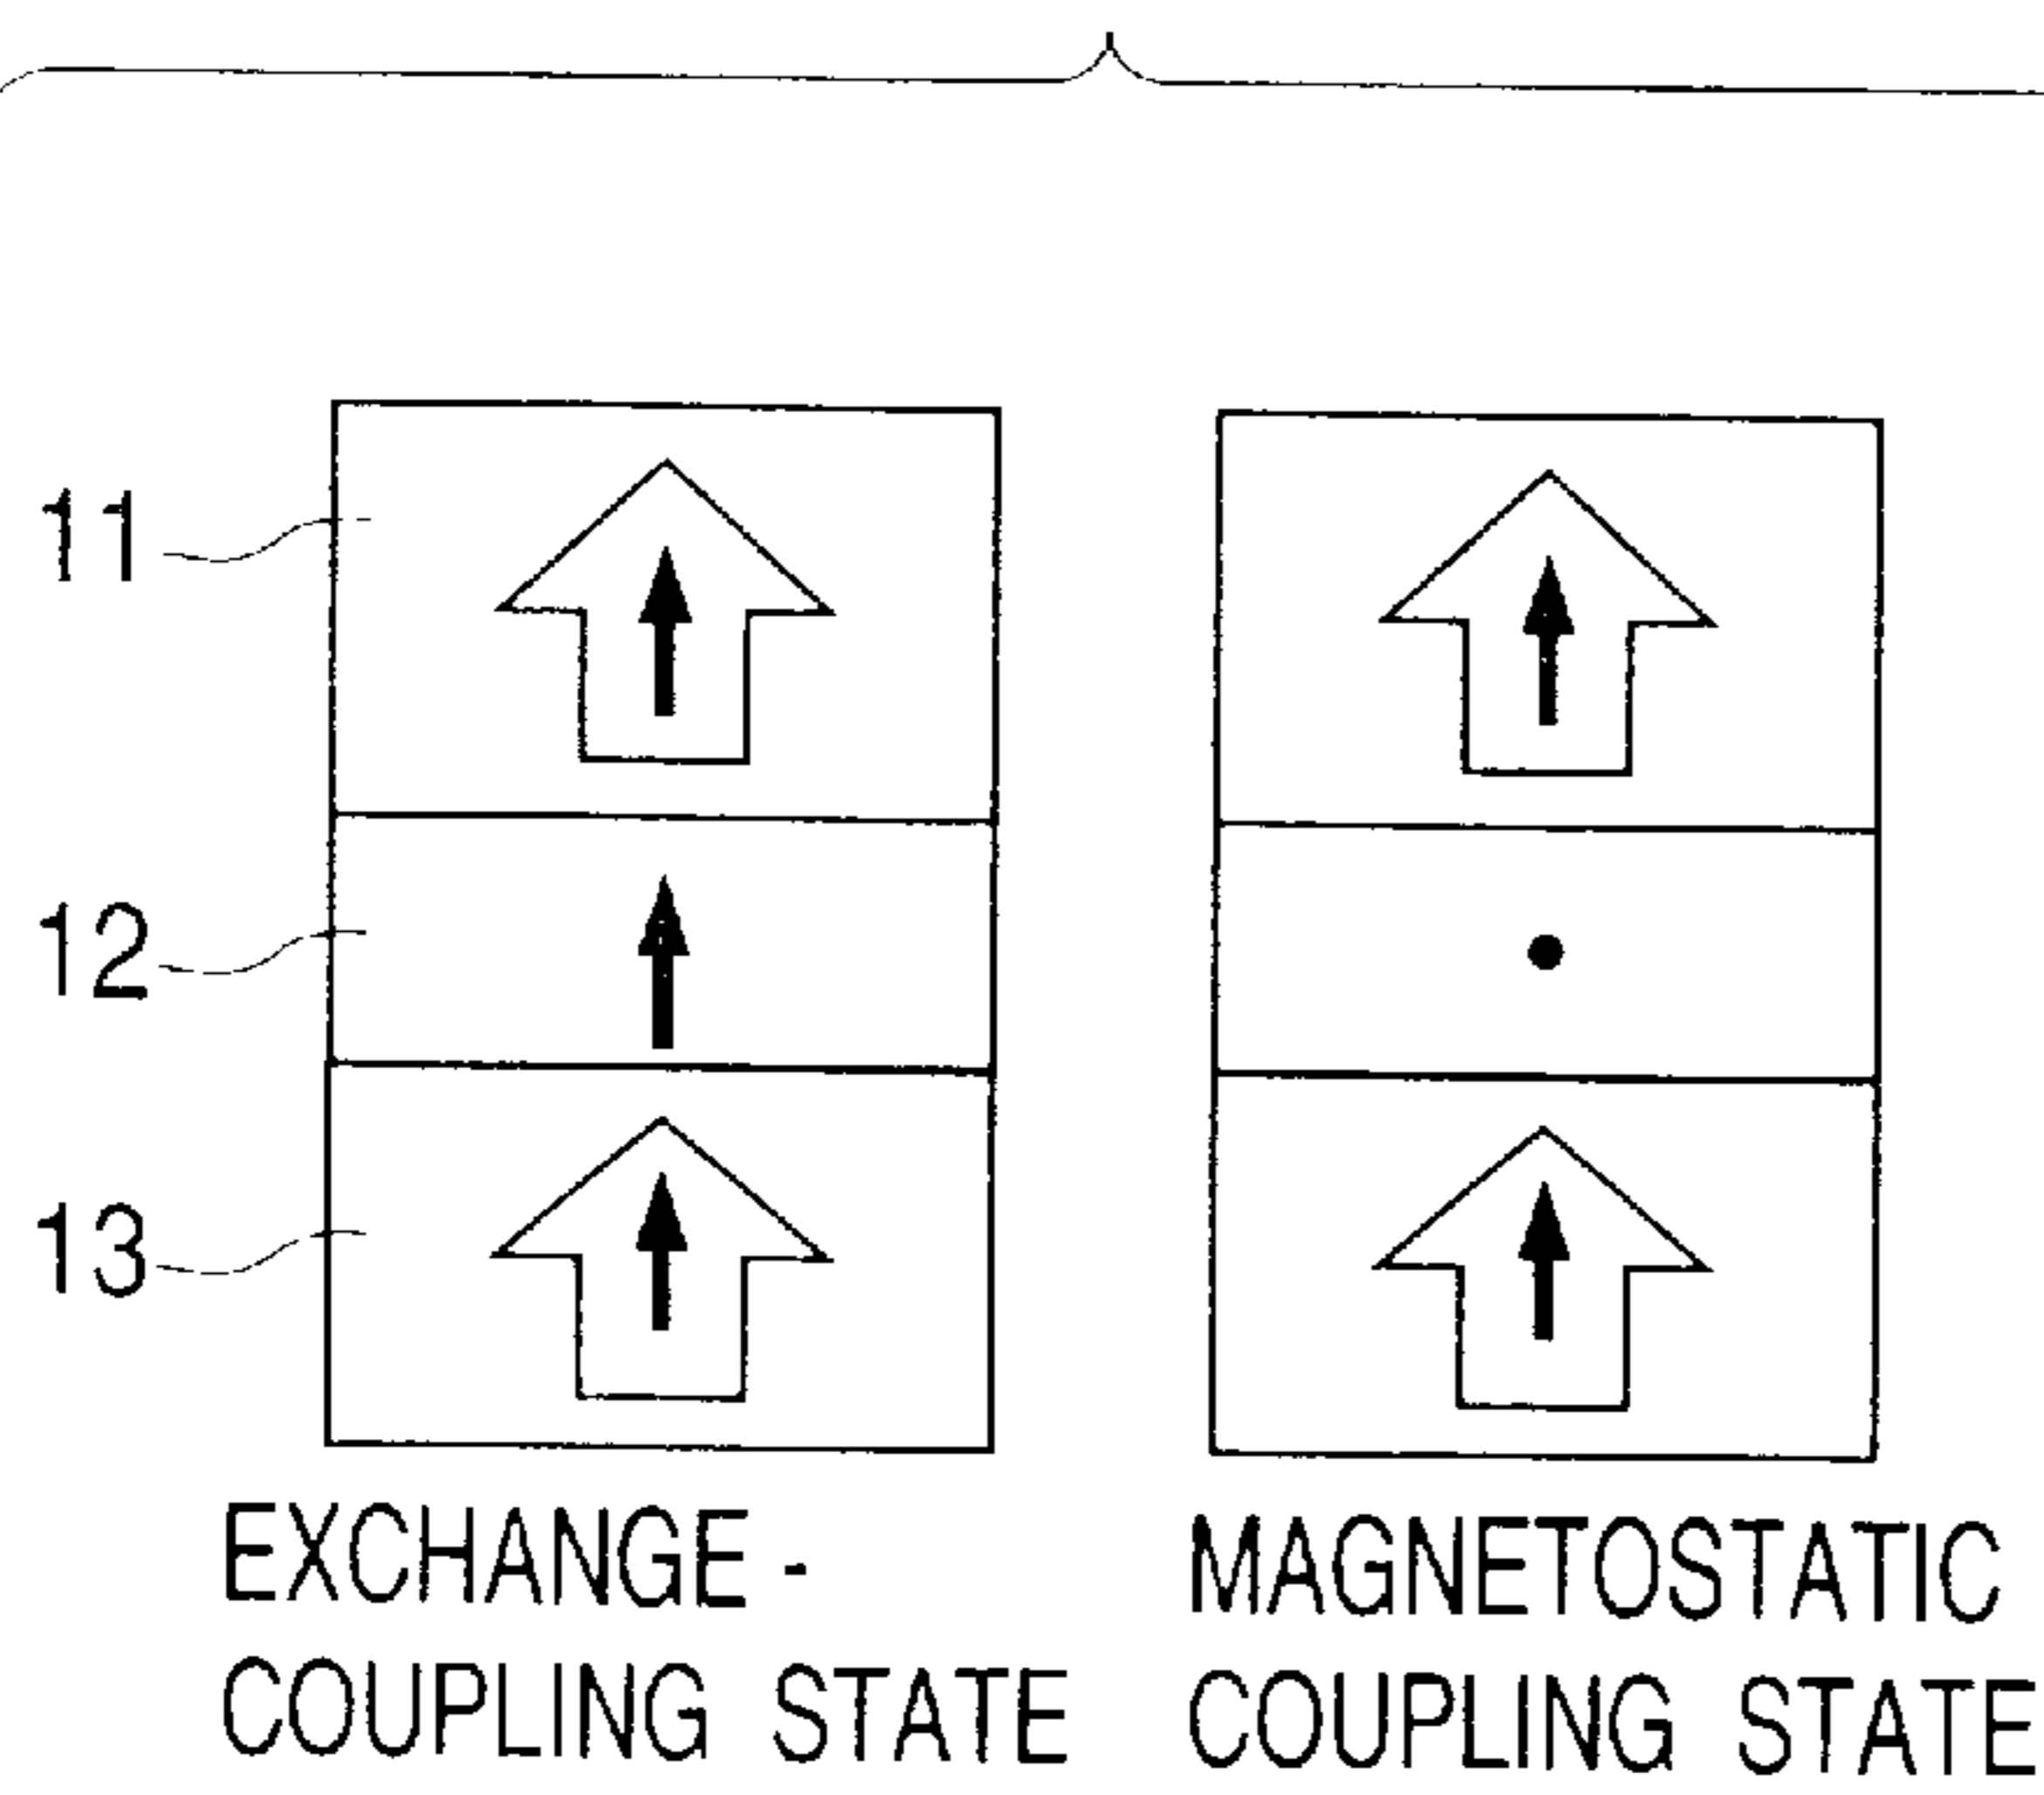 11
12
13
EXCHANGE -
COUPLING STATE
MAGNETOSTATIC
COUPLING STATE